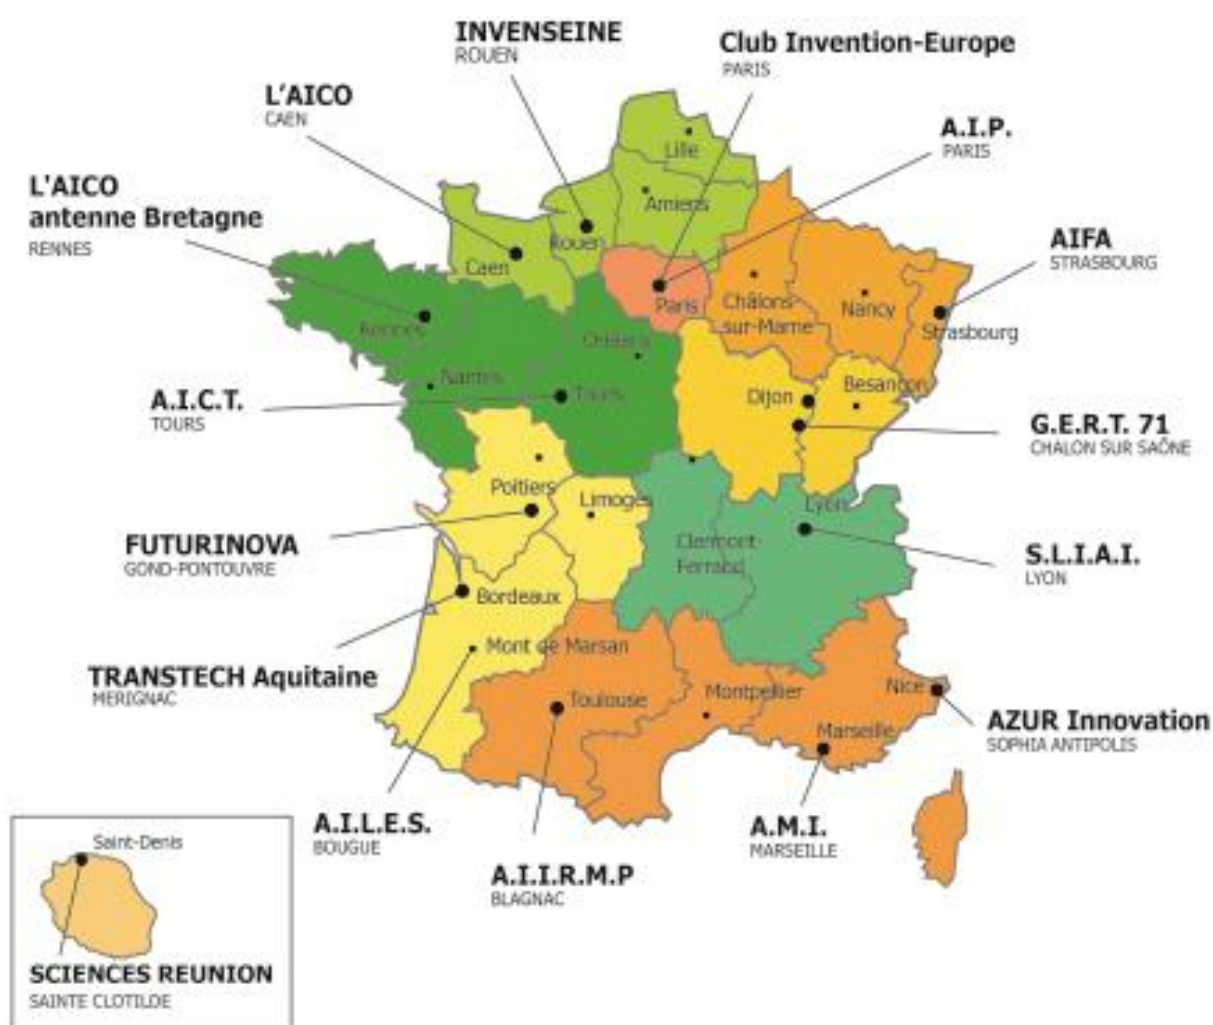 INVENSEINE
ROUEN
Club Invention-Europe
PARIS
L'AICO
CAEN
A.I.P.
PARIS
L'AICO
antenne Bretagne
RENNES
AIFA
STRASBOURG
Lille
Amiens
Rouen
Caen
Paris
Châlons-
sur-Marne
Nancy
Strasbourg
Rennes
Orléans
Nantes
Tours
Dijon
Besancon
A.I.C.T.
TOURS
G.E.R.T. 71
CHALON SUR SAÔNE
Poitiers
Limoges
Lyon
Clermont-
Ferrand
FUTURINOVA
GOND-PONTOUVRE
S.L.I.A.I.
LYON
Bordeaux
Mont de Marsan
TRANSTECH Aquitaine
MERIGNAC
Toulouse
Montpellier
Nice
Marseille
AZUR Innovation
SOPHIA ANTIPOLIS
A.I.L.E.S.
BOUGUE
A.M.I.
MARSEILLE
A.I.I.R.M.P
BLAGNAC
Saint-Denis
SCIENCES REUNION
SAINTE CLOTILDE